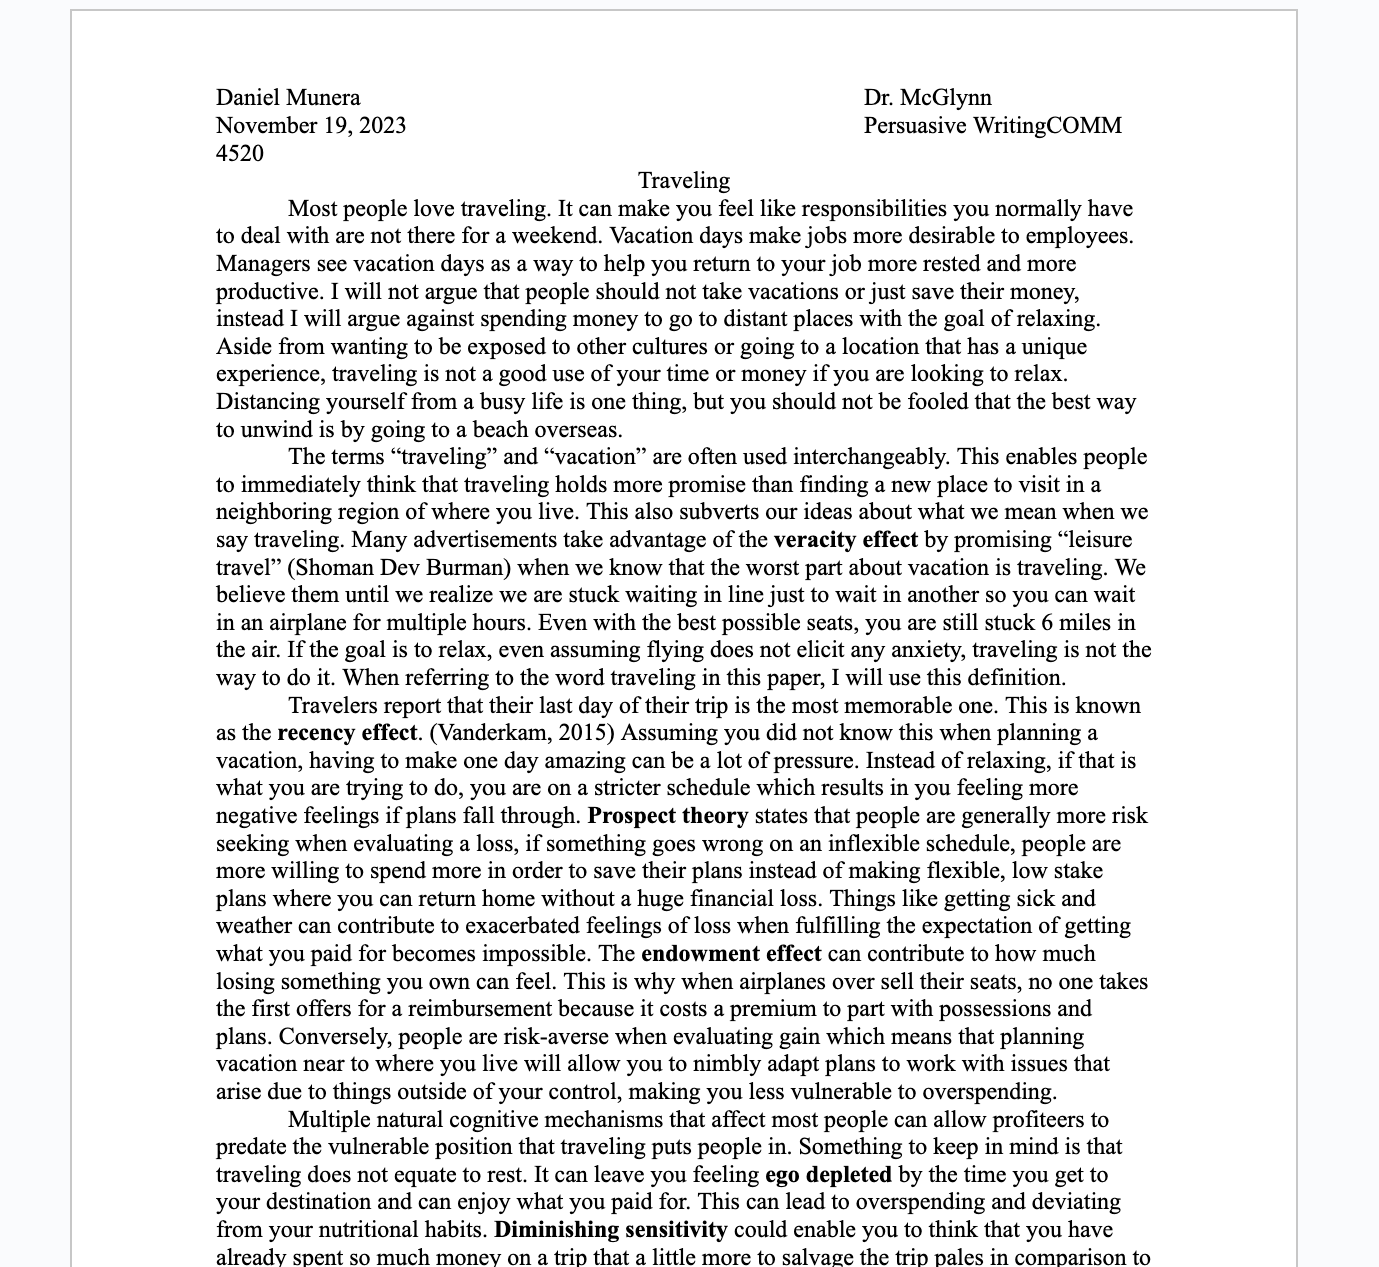 Daniel Munera Dr. McGlynn
November 19, 2023 Persuasive WritingCOMM
4520
Traveling
Most people love traveling. It can make you feel like responsibilities you normally have
to deal with are not there for a weekend. Vacation days make jobs more desirable to employees.
Managers see vacation days as a way to help you return to your job more rested and more
productive. I will not argue that people should not take vacations or just save their money,
instead I will argue against spending money to go to distant places with the goal of relaxing.
Aside from wanting to be exposed to other cultures or going to a location that has a unique
experience, traveling is not a good use of your time or money if you are looking to relax.
Distancing yourself from a busy life is one thing, but you should not be fooled that the best way
to unwind is by going to a beach overseas.
The terms “traveling” and “vacation” are often used interchangeably. This enables people
to immediately think that traveling holds more promise than finding a new place to visit in a
neighboring region of where you live. This also subverts our ideas about what we mean when we
say traveling. Many advertisements take advantage of the veracity effect by promising “leisure
travel” (Shoman Dev Burman) when we know that the worst part about vacation is traveling. We
believe them until we realize we are stuck waiting in line just to wait in another so you can wait
in an airplane for multiple hours. Even with the best possible seats, you are still stuck 6 miles in
the air. If the goal is to relax, even assuming flying does not elicit any anxiety, traveling is not the
way to do it. When referring to the word traveling in this paper, I will use this definition.
Travelers report that their last day of their trip is the most memorable one. This is known
as the recency effect. (Vanderkam, 2015) Assuming you did not know this when planning a
vacation, having to make one day amazing can be a lot of pressure. Instead of relaxing, if that is
what you are trying to do, you are on a stricter schedule which results in you feeling more
negative feelings if plans fall through. Prospect theory states that people are generally more risk
seeking when evaluating a loss, if something goes wrong on an inflexible schedule, people are
more willing to spend more in order to save their plans instead of making flexible, low stake
plans where you can return home without a huge financial loss. Things like getting sick and
weather can contribute to exacerbated feelings of loss when fulfilling the expectation of getting
what you paid for becomes impossible. The endowment effect can contribute to how much
losing something you own can feel. This is why when airplanes over sell their seats, no one takes
the first offers for a reimbursement because it costs a premium to part with possessions and
plans. Conversely, people are risk-averse when evaluating gain which means that planning
vacation near to where you live will allow you to nimbly adapt plans to work with issues that
arise due to things outside of your control, making you less vulnerable to overspending.
Multiple natural cognitive mechanisms that affect most people can allow profiteers to
predate the vulnerable position that traveling puts people in. Something to keep in mind is that
traveling does not equate to rest. It can leave you feeling ego depleted by the time you get to
your destination and can enjoy what you paid for. This can lead to overspending and deviating
from your nutritional habits. Diminishing sensitivity could enable you to think that you have
already spent so much money on a trip that a little more to salvage the trip pales in comparison to